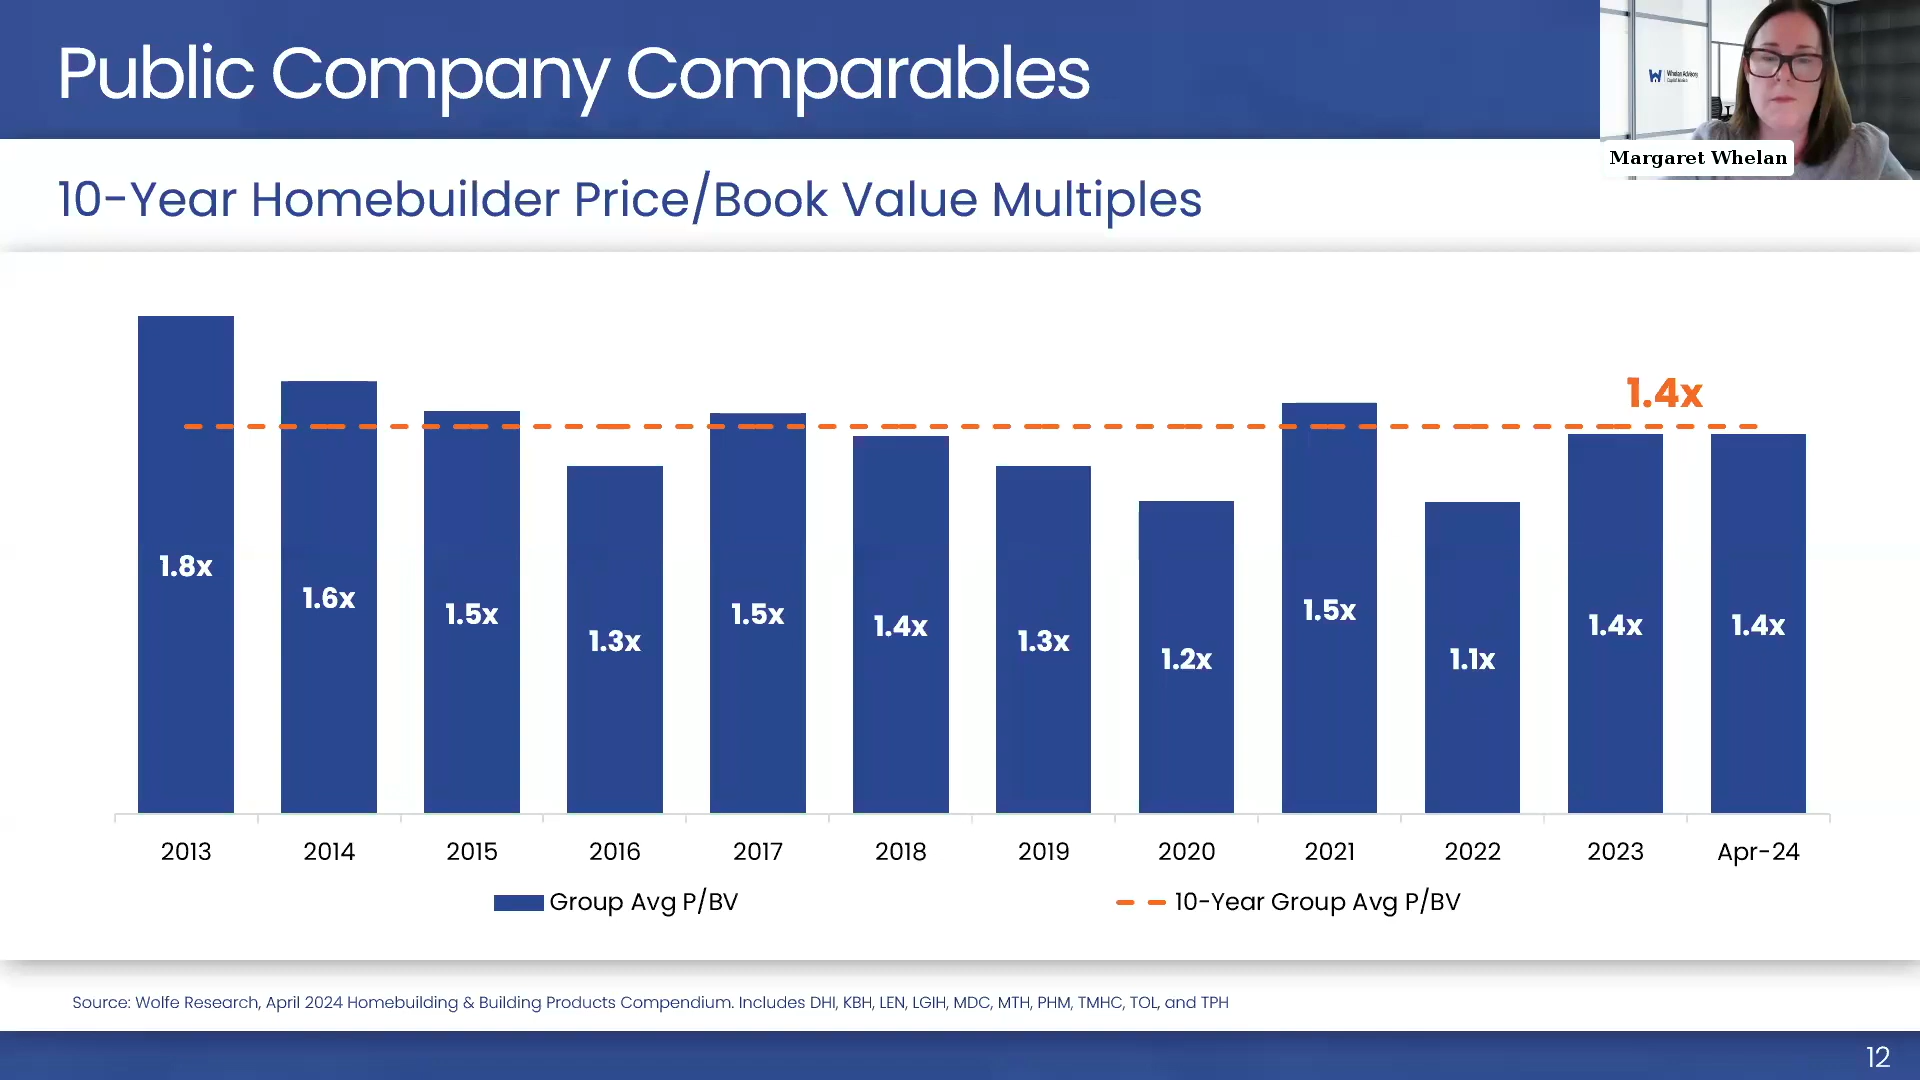 Public Company Comparables
Margaret Whelan
10-Year Homebuilder Price/Book Value Multiples
1.4x
1.8x
1.6x
1.5x
1.3x
1.5x
1.4x
1.3x
1.2x
1.5x
1.1x
1.4x
1.4x
2013 2014 2015 2016 2017 2018 2019 2020 2021 2022 2023 Apr-24
Group Avg P/BV
10-Year Group Avg P/BV
Source: Wolfe Research, April 2024 Homebuilding & Building Products Compendium. Includes DHI, KBH, LEN, LGIH, MDC, MTH, PHM, TMHC, TOL, and TPH
12